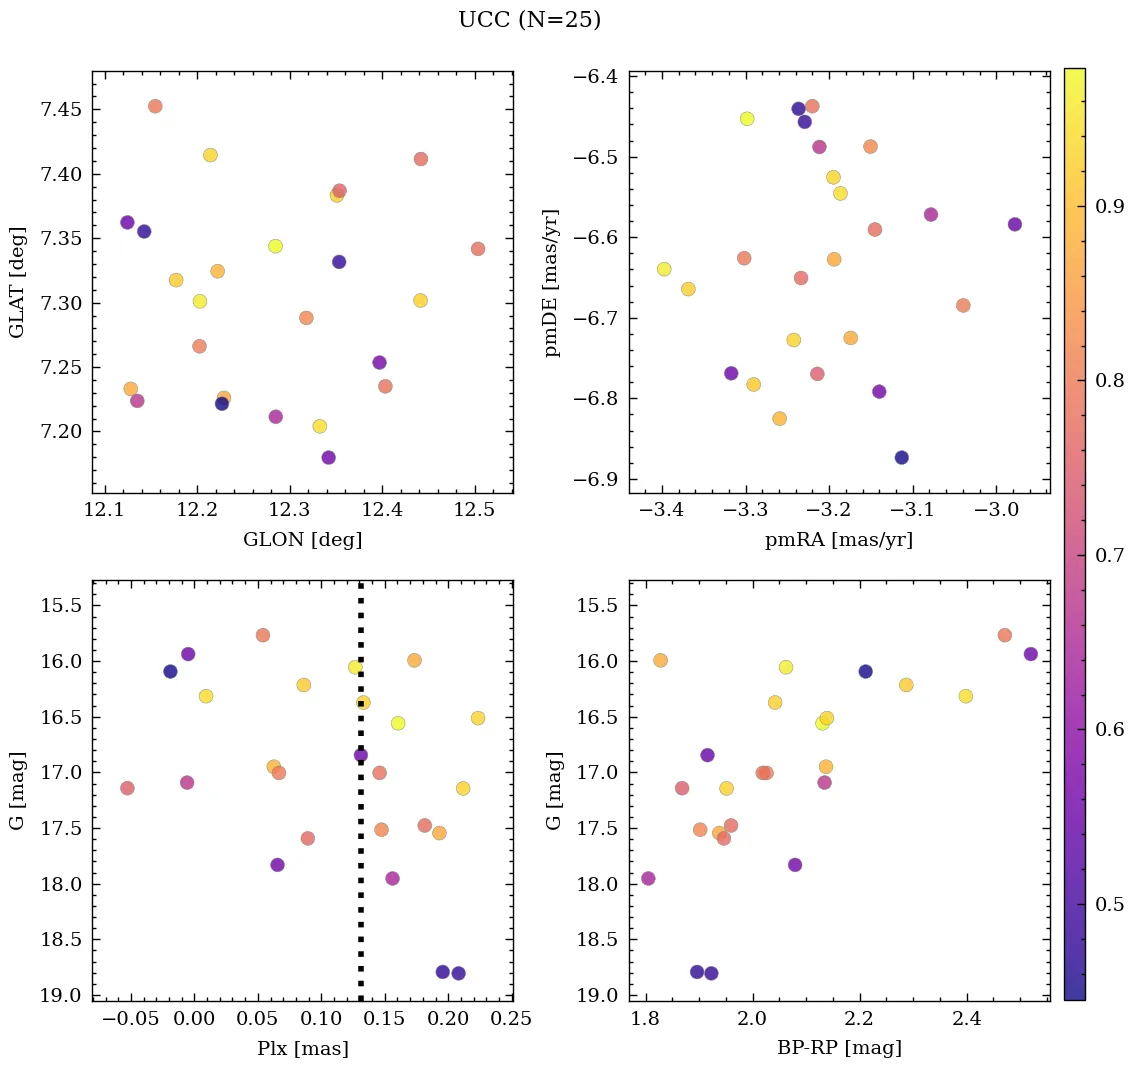 UCC (N=25)
7.45
7.40
7.35
7.30
7.25
7.20
GLAT [deg]
12.1 12.2 12.3 12.4 12.5
GLON [deg]
−6.4
−6.5
−6.6
−6.7
−6.8
−6.9
pmDE [mas/yr]
−3.4 −3.3 −3.2 −3.1 −3.0
pmRA [mas/yr]
15.5
16.0
16.5
17.0
17.5
18.0
18.5
19.0
G [mag]
−0.05 0.00 0.05 0.10 0.15 0.20 0.25
Plx [mas]
15.5
16.0
16.5
17.0
17.5
18.0
18.5
19.0
G [mag]
1.8 2.0 2.2 2.4
BP-RP [mag]
0.9
0.8
0.7
0.6
0.5